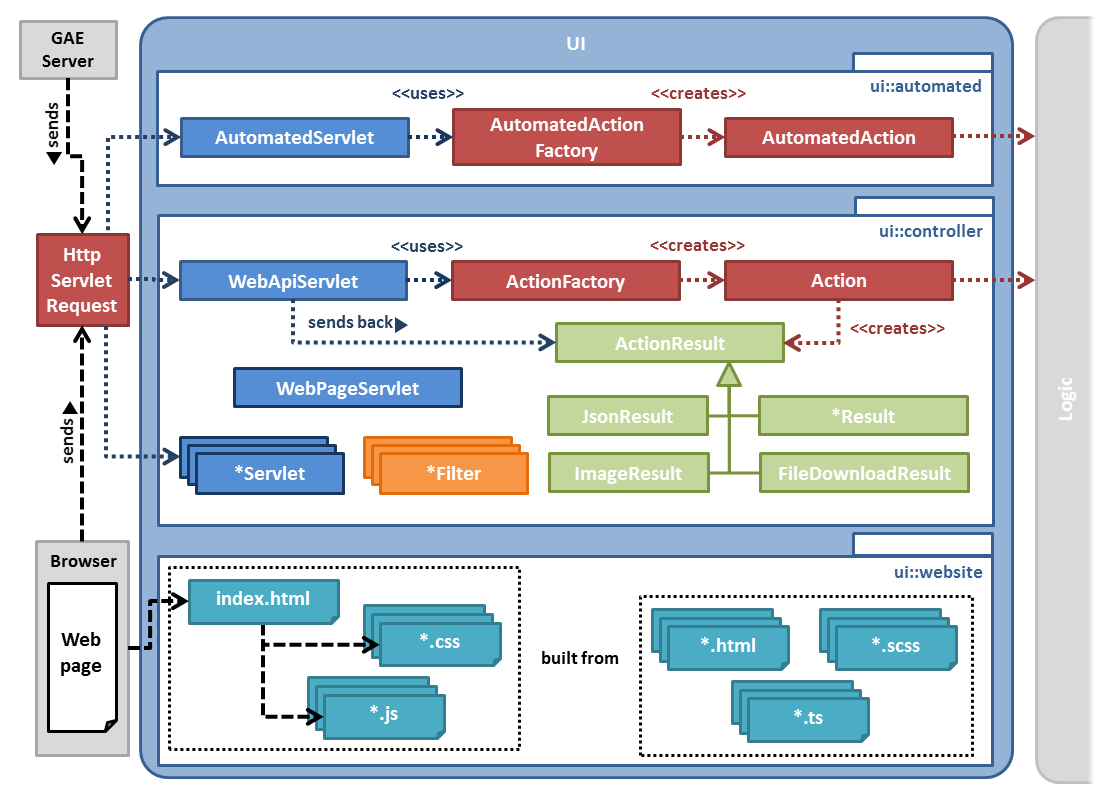 GAE
Server
UI
ui::automated
<<uses>>
<<creates>>
sends
AutomatedServlet
AutomatedAction
Factory
AutomatedAction
ui::controller
<<uses>>
<<creates>>
Http
Servlet
Request
WebApiServlet
ActionFactory
Action
sends back
<<creates>>
ActionResult
WebPageServlet
JsonResult
*Result
sends
*Servlet
*Filter
ImageResult
FileDownloadResult
Logic
Browser
ui::website
index.html
Web
page
*.css
built from
*.html
*.scss
*.js
*.ts